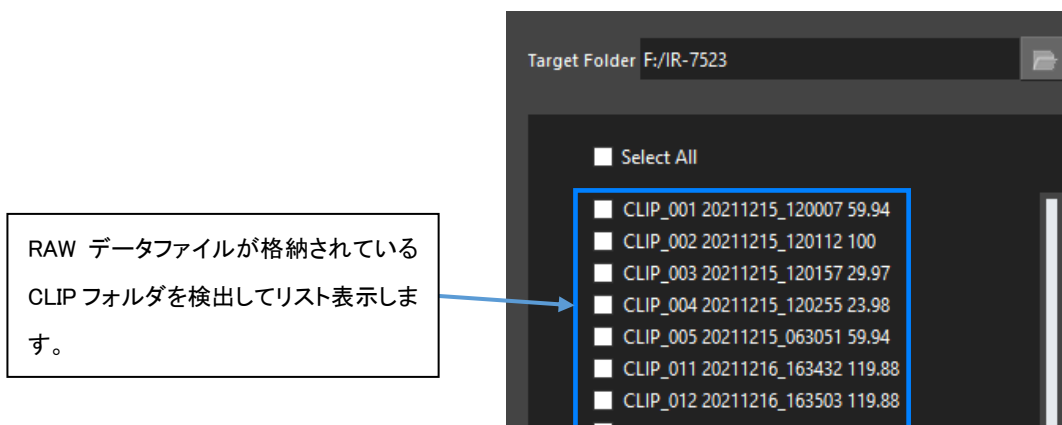 Target Folder F:/IR-7523
Select All
CLIP_001 20211215_120007 59.94
CLIP_002 20211215_120112 100
CLIP_003 20211215_120157 29.97
CLIP_004 20211215_120255 23.98
CLIP_005 20211215_063051 59.94
CLIP_011 20211216_163432 119.88
CLIP_012 20211216_163503 119.88
RAW データファイルが格納されている
CLIP フォルダを検出してリスト表示しま
す。